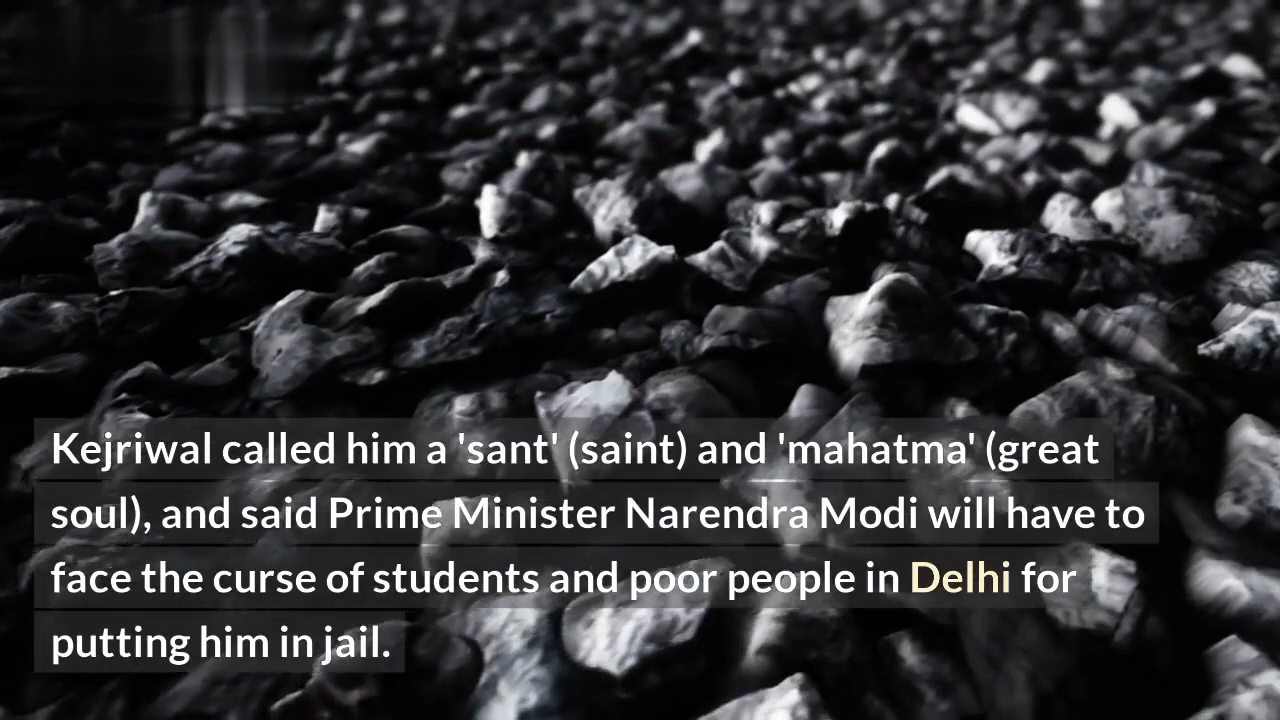 Kejriwal called him a 'sant' (saint) and 'mahatma' (great
soul), and said Prime Minister Narendra Modi will have to
face the curse of students and poor people in Delhi for
putting him in jail.